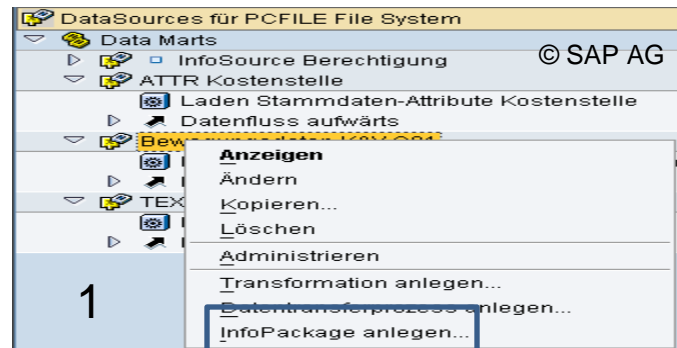 DataSources für PCFILE File System
Data Marts
InfoSource Berechtigung
© SAP AG
ATTR Kostenstelle
Laden Stammdaten-Attribute Kostenstelle
Datenfluss aufwärts
Anzeigen
Ändern
TEX
Kopieren...
Löschen
Administrieren
Transformation anlegen...
1
Datentransferprozess anlegen...
InfoPackage anlegen...